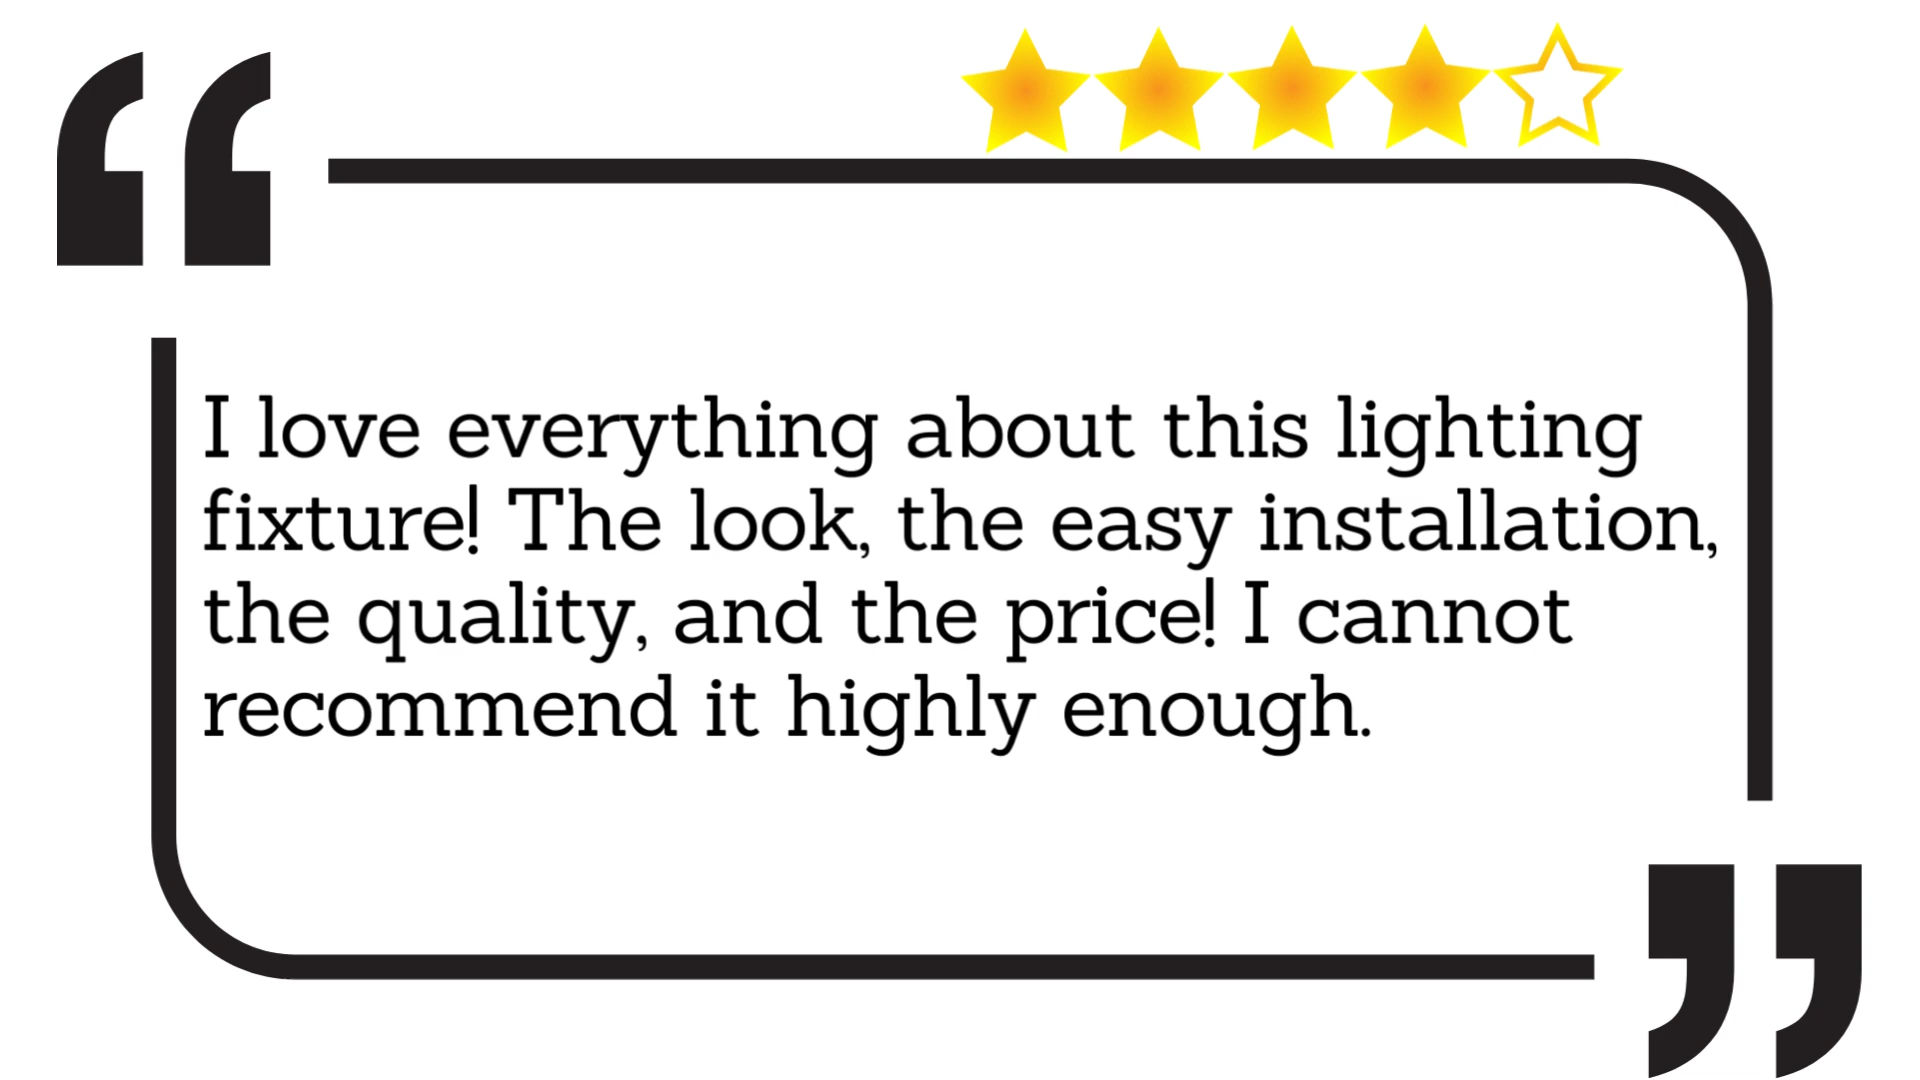 I love everything about this lighting
fixture! The look, the easy installation,
the quality, and the price! I cannot
recommend it highly enough.